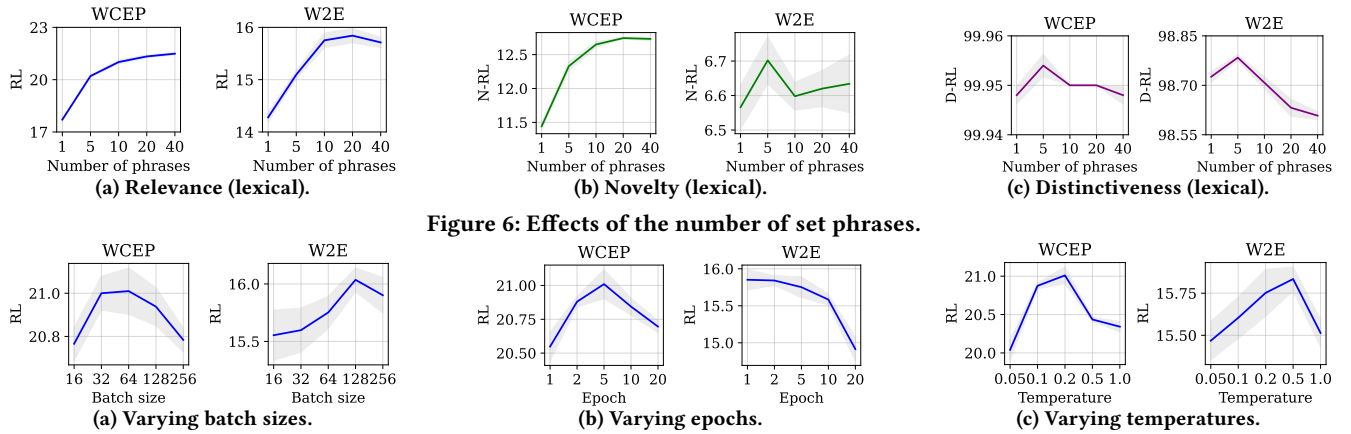 WCEP
W2E
WCEP
W2E
WCEP
W2E
23
20
17
RL
1 5 10 20 40
Number of phrases
16
15
14
RL
1 5 10 20 40
Number of phrases
12.5
12.0
11.5
N-RL
1 5 10 20 40
Number of phrases
6.7
6.6
6.5
N-RL
1 5 10 20 40
Number of phrases
99.96
99.95
99.94
D-RL
1 5 10 20 40
Number of phrases
98.85
98.70
98.55
D-RL
1 5 10 20 40
Number of phrases
(a) Relevance (lexical).
(b) Novelty (lexical).
(c) Distinctiveness (lexical).
Figure 6: Effects of the number of set phrases.
WCEP
W2E
WCEP
W2E
WCEP
W2E
21.0
20.8
RL
16 32 64 128 256
Batch size
16.0
15.5
RL
16 32 64 128 256
Batch size
21.00
20.75
20.50
RL
1 2 5 10 20
Epoch
16.0
15.5
15.0
RL
1 2 5 10 20
Epoch
21.0
20.5
20.0
RL
0.05 0.1 0.2 0.5 1.0
Temperature
15.75
15.50
RL
0.05 0.1 0.2 0.5 1.0
Temperature
(a) Varying batch sizes.
(b) Varying epochs.
(c) Varying temperatures.